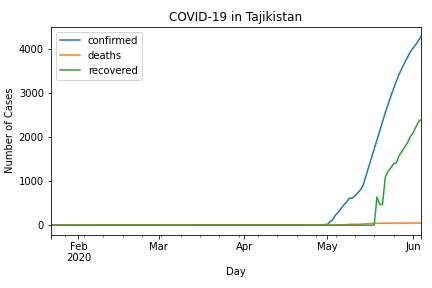 COVID-19 in Tajikistan
confirmed
deaths
recovered
Number of Cases
4000
3000
2000
1000
0
Feb
2020
Mar
Apr
May
Jun
Day